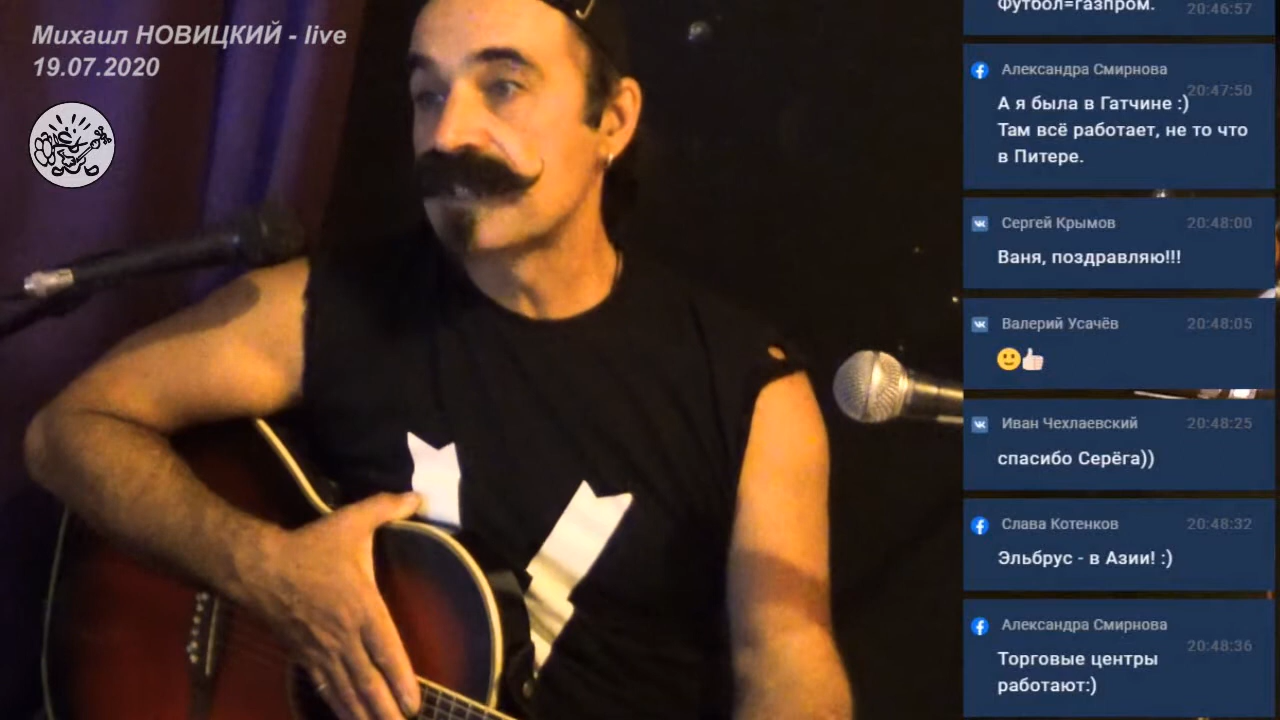 Михаил НОВИЦКИЙ - live
19.07.2020
Футбол=газпром.
20:46:57
Александра Смирнова
20:47:50
А я была в Гатчине :)
Там всё работает, не то что
в Питере.
Сергей Крымов 20:48:00
Ваня, поздравляю!!!
Валерий Усачёв 20:48:05
🙂👍🏻
Иван Чехлаевский 20:48:25
спасибо Серёга))
Слава Котенков 20:48:32
Эльбрус - в Азии! :)
Александра Смирнова
20:48:36
Торговые центры
работают:)